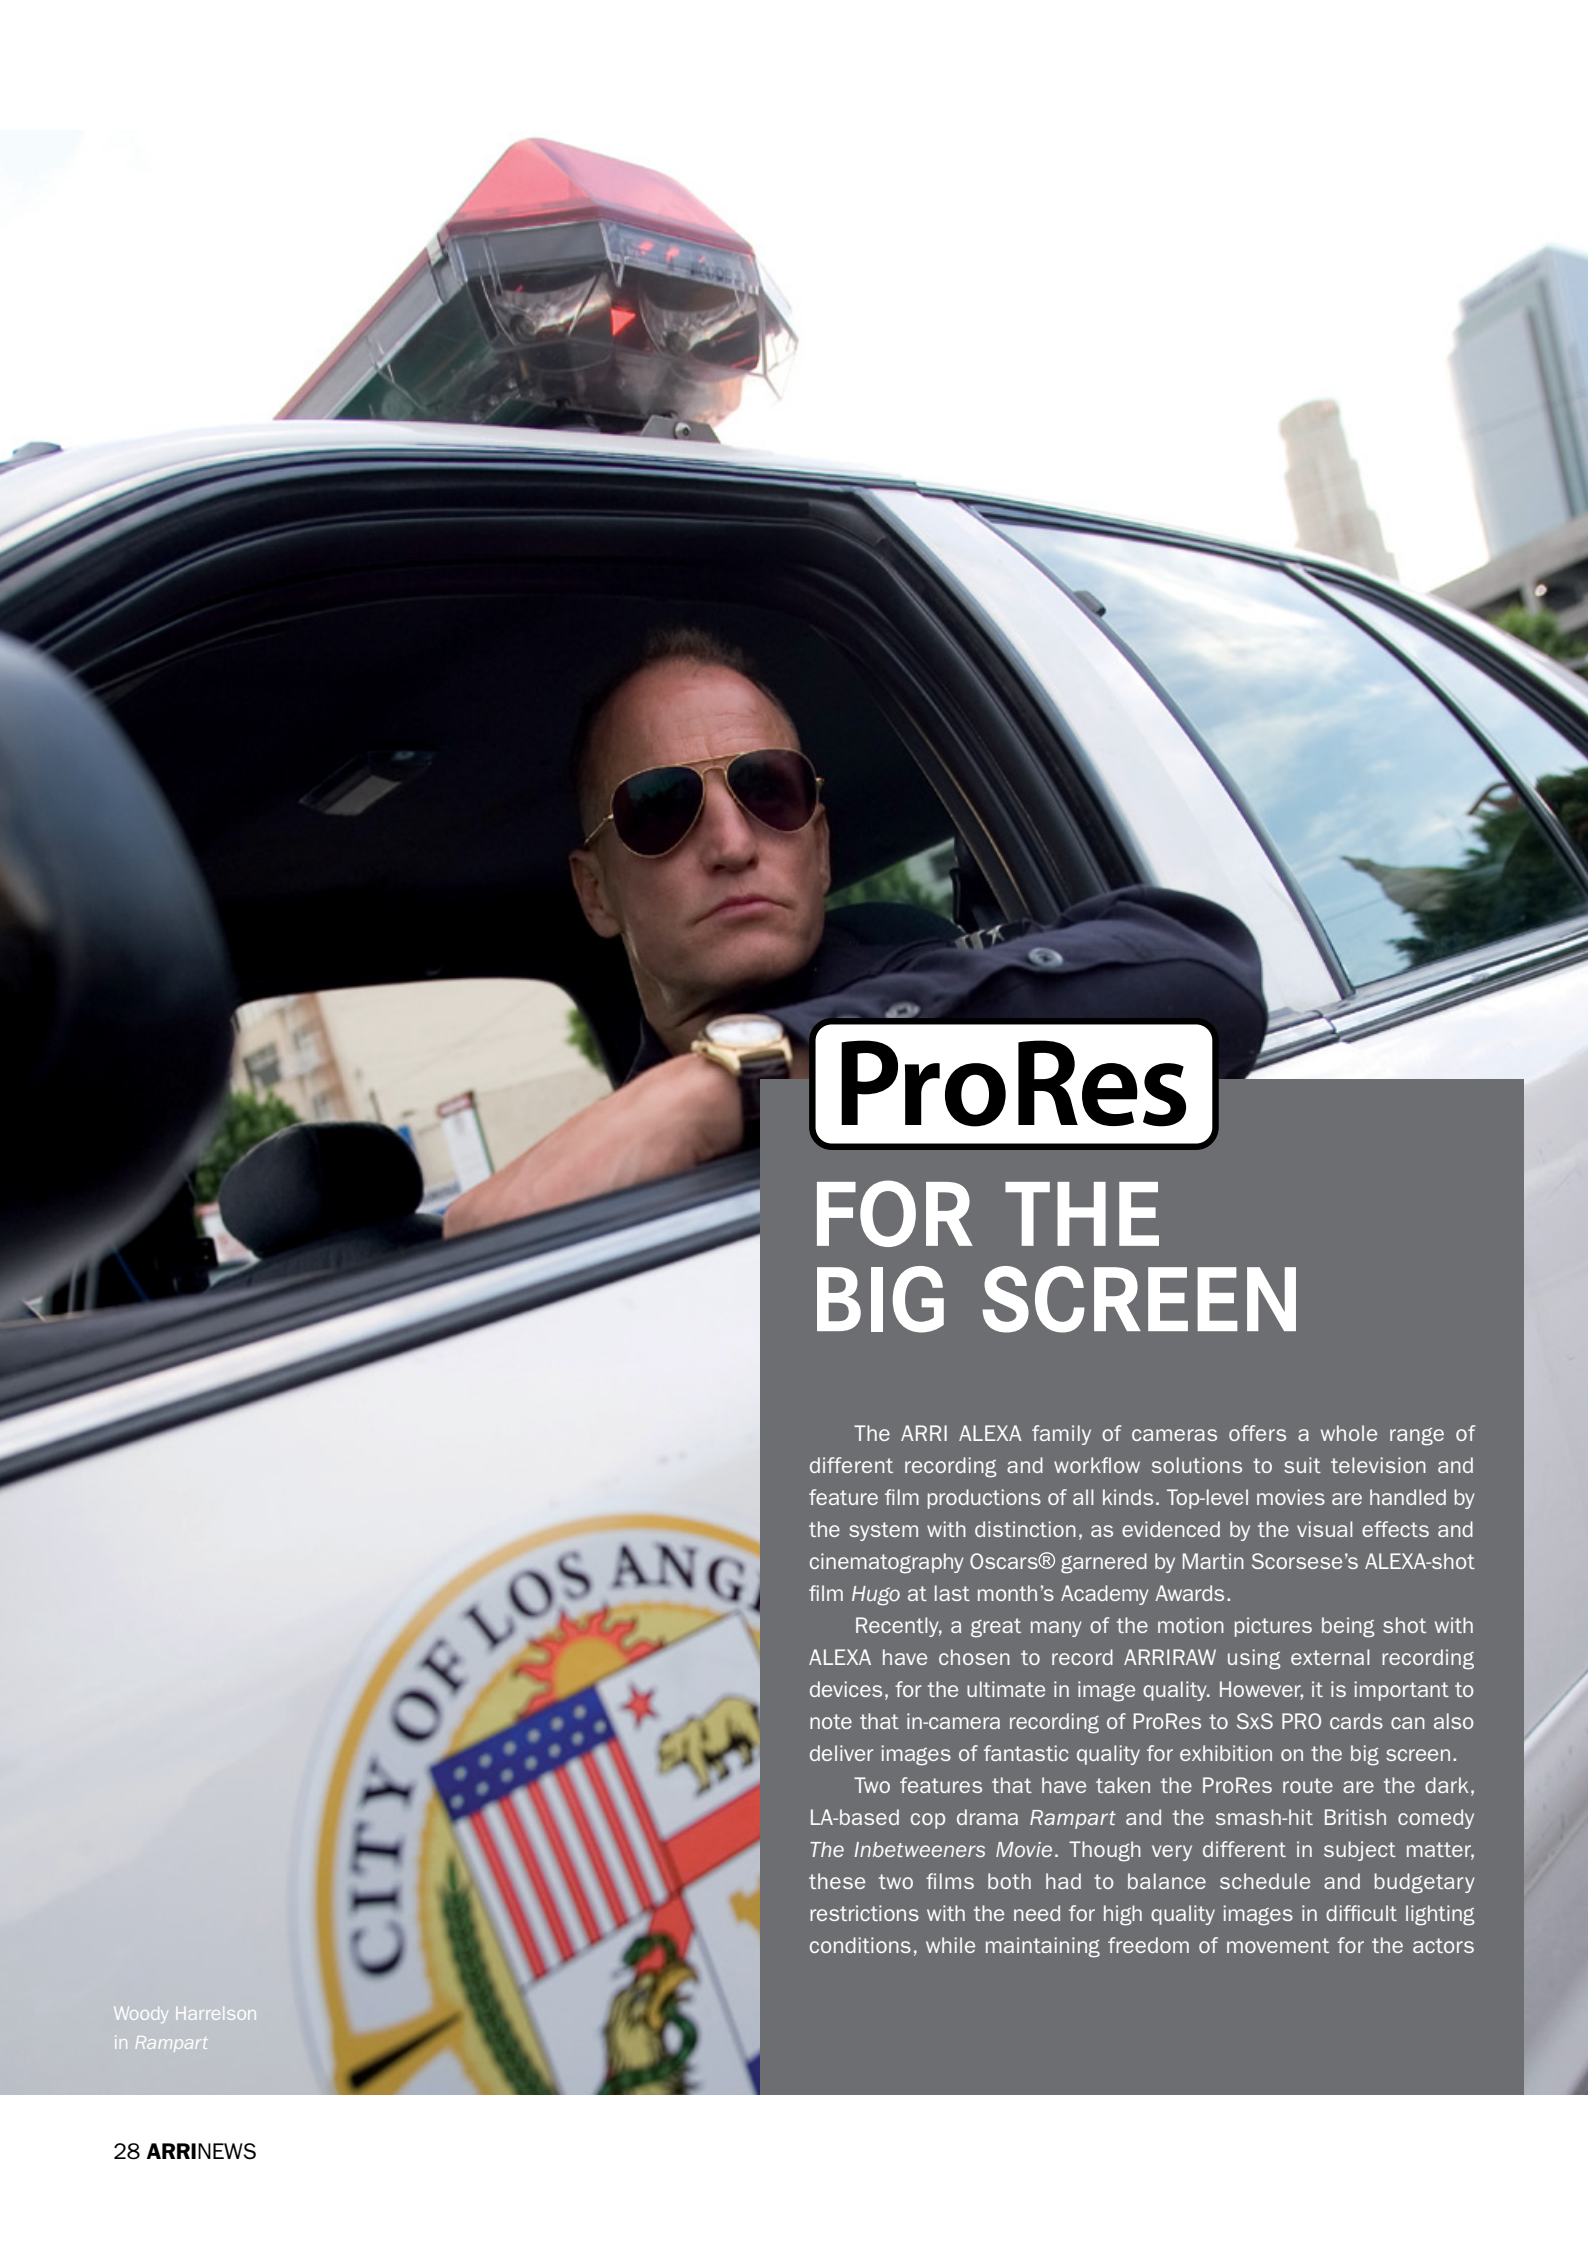 CITY OF LOS ANG
ProRes
FOR THE
BIG SCREEN
The ARRI ALEXA family of cameras offers a whole range of
different recording and workflow solutions to suit television and
feature film productions of all kinds. Top-level movies are handled by
the system with distinction, as evidenced by the visual effects and
cinematography Oscars® garnered by Martin Scorsese’s ALEXA-shot
film Hugo at last month’s Academy Awards.
Recently, a great many of the motion pictures being shot with
ALEXA have chosen to record ARRIRAW using external recording
devices, for the ultimate in image quality. However, it is important to
note that in-camera recording of ProRes to SxS PRO cards can also
deliver images of fantastic quality for exhibition on the big screen.
Two features that have taken the ProRes route are the dark,
LA-based cop drama Rampart and the smash-hit British comedy
The Inbetweeners Movie. Though very different in subject matter,
these two films both had to balance schedule and budgetary
restrictions with the need for high quality images in difficult lighting
conditions, while maintaining freedom of movement for the actors
Woody Harrelson
in Rampart
28 ARRINEWS